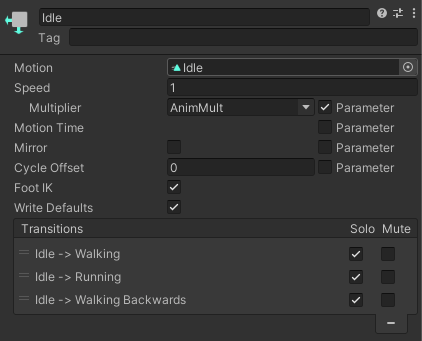 Idle
Tag
Motion Idle
Speed 1
Multiplier AnimMult Parameter
Motion Time Parameter
Mirror Parameter
Cycle Offset 0 Parameter
Foot IK
Write Defaults
Transitions Solo Mute
Idle -> Walking
Idle -> Running
Idle -> Walking Backwards